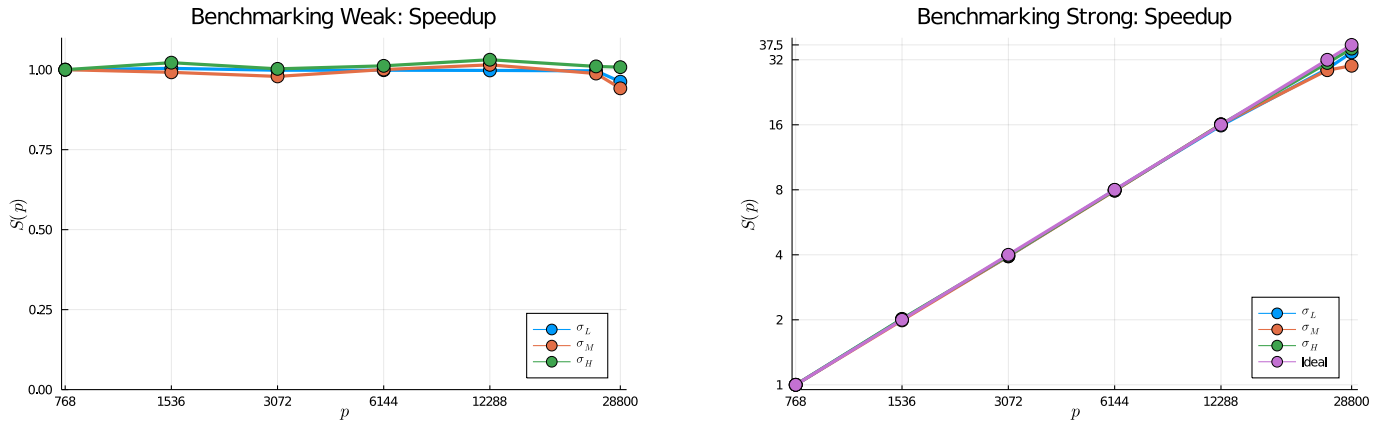 Benchmarking Weak: Speedup
S(p)
1.00
0.75
0.50
0.25
0.00
768 1536 3072 6144 12288 28800
p
σ_L
σ_M
σ_H
Benchmarking Strong: Speedup
S(p)
37.5
32
16
8
4
2
1
768 1536 3072 6144 12288 28800
p
σ_L
σ_M
σ_H
Ideal